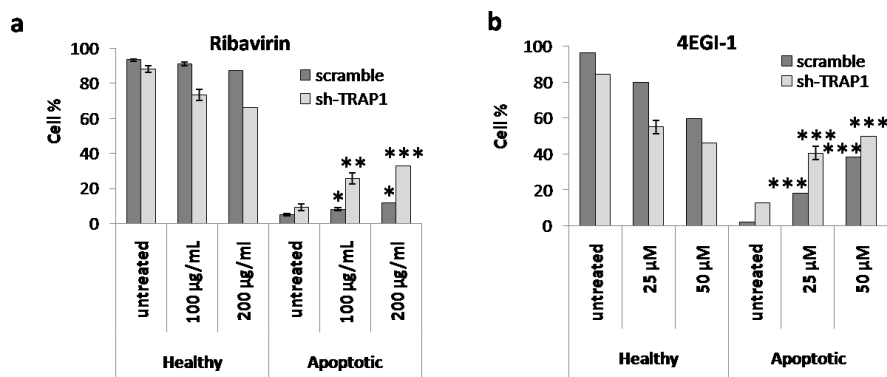 a
Ribavirin
100
80
60
40
20
0
Cell %
scramble
sh-TRAP1
*
**
*
***
untreated
100 µg/mL
200 µg/ml
untreated
100 µg/mL
200 µg/ml
Healthy
Apoptotic
b
4EGI-1
100
80
60
40
20
0
Cell %
scramble
sh-TRAP1
***
***
***
***
untreated
25 µM
50 µM
untreated
25 µM
50 µM
Healthy
Apoptotic